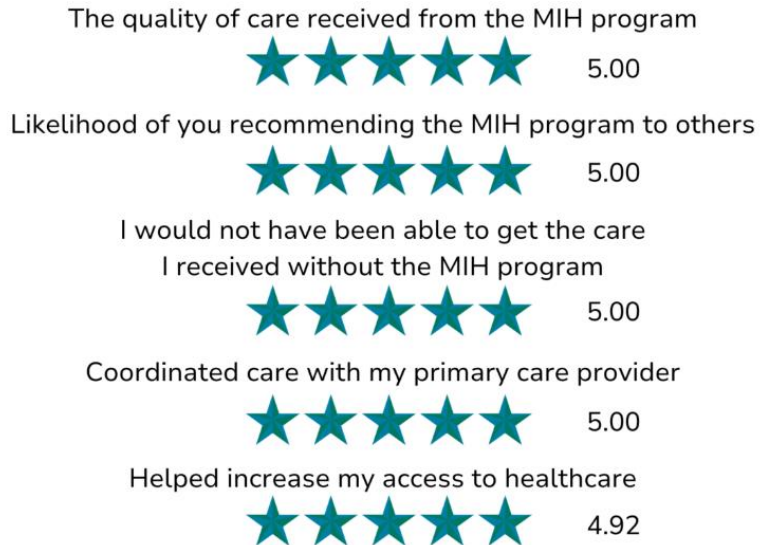 The quality of care received from the MIH program
5.00
Likelihood of you recommending the MIH program to others
5.00
I would not have been able to get the care
I received without the MIH program
5.00
Coordinated care with my primary care provider
5.00
Helped increase my access to healthcare
4.92